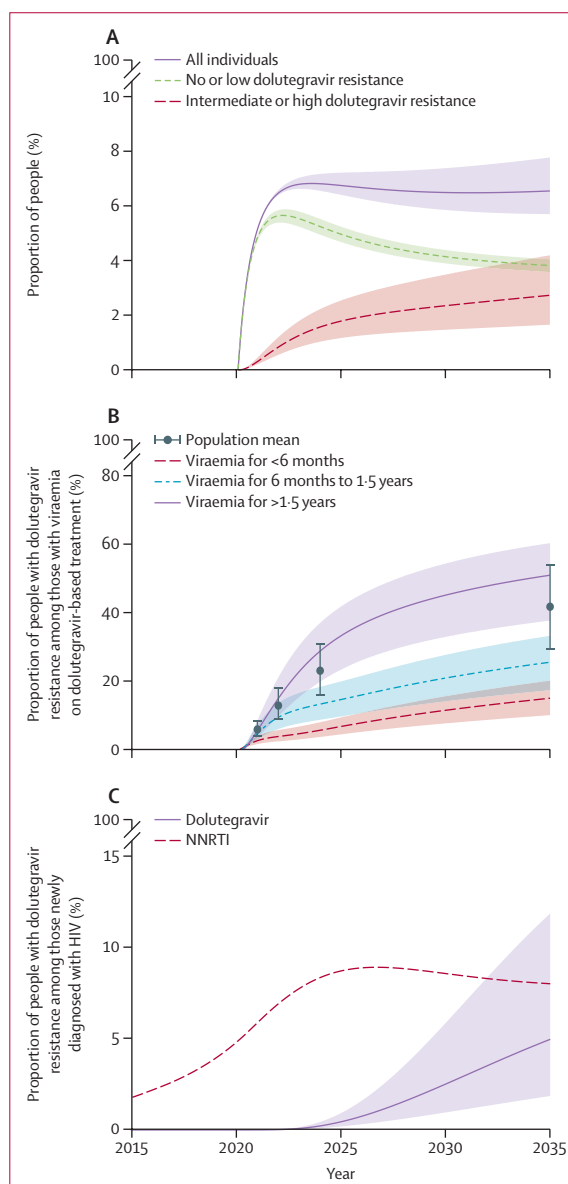 A
All individuals
No or low dolutegravir resistance
Intermediate or high dolutegravir resistance
Proportion of people (%)
100
10
8
6
4
2
0
B
Population mean
Viraemia for <6 months
Viraemia for 6 months to 1·5 years
Viraemia for >1·5 years
Proportion of people with dolutegravir
resistance among those with viraemia
on dolutegravir-based treatment (%)
100
80
60
40
20
0
C
Dolutegravir
NNRTI
Proportion of people with dolutegravir
resistance among those newly
diagnosed with HIV (%)
100
15
10
5
0
2015 2020 2025 2030 2035
Year